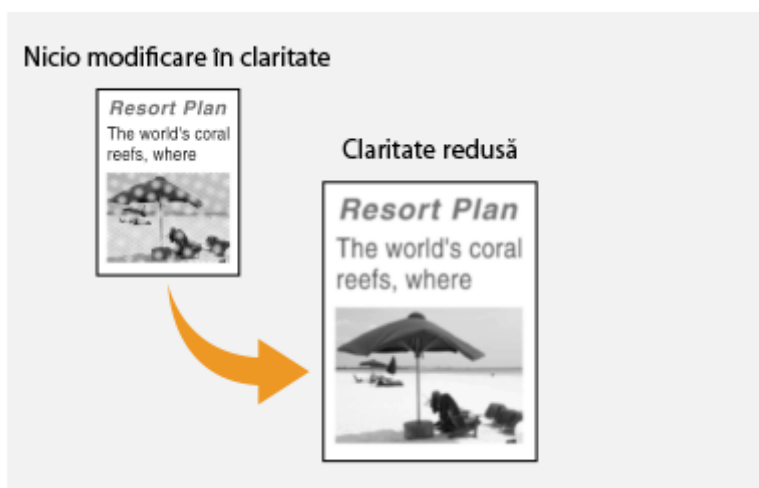 Nicio modificare în claritate
Resort Plan
The world's coral
reefs, where
Claritate redusă
Resort Plan
The world's coral
reefs, where